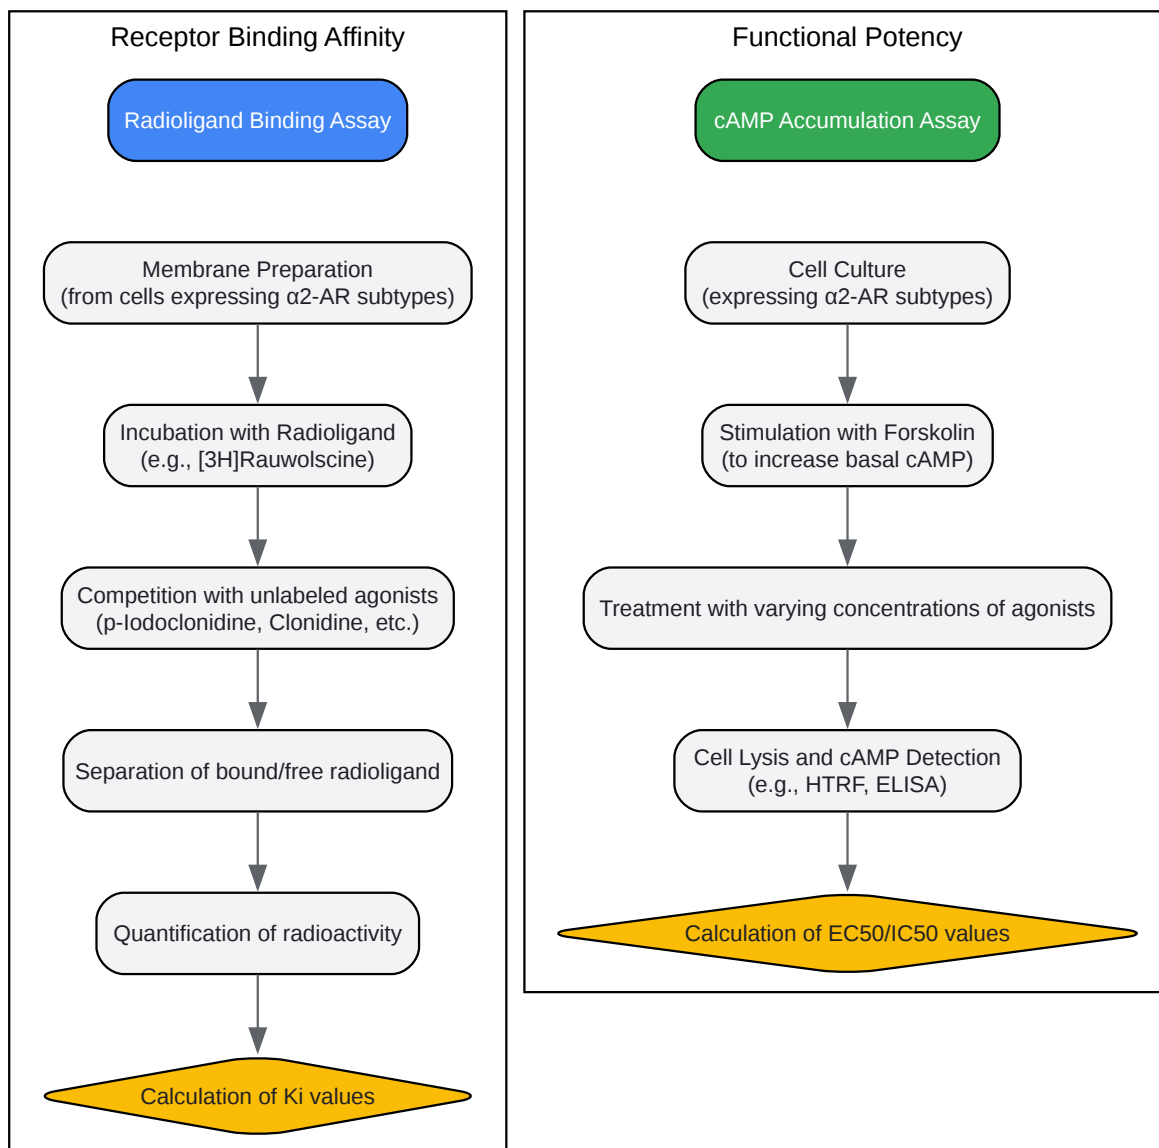 Receptor Binding Affinity
Radioligand Binding Assay
Membrane Preparation
(from cells expressing α2-AR subtypes)
Incubation with Radioligand
(e.g., [3H]Rauwolscine)
Competition with unlabeled agonists
(p-Iodoclonidine, Clonidine, etc.)
Separation of bound/free radioligand
Quantification of radioactivity
Calculation of Ki values
Functional Potency
cAMP Accumulation Assay
Cell Culture
(expressing α2-AR subtypes)
Stimulation with Forskolin
(to increase basal cAMP)
Treatment with varying concentrations of agonists
Cell Lysis and cAMP Detection
(e.g., HTRF, ELISA)
Calculation of EC50/IC50 values